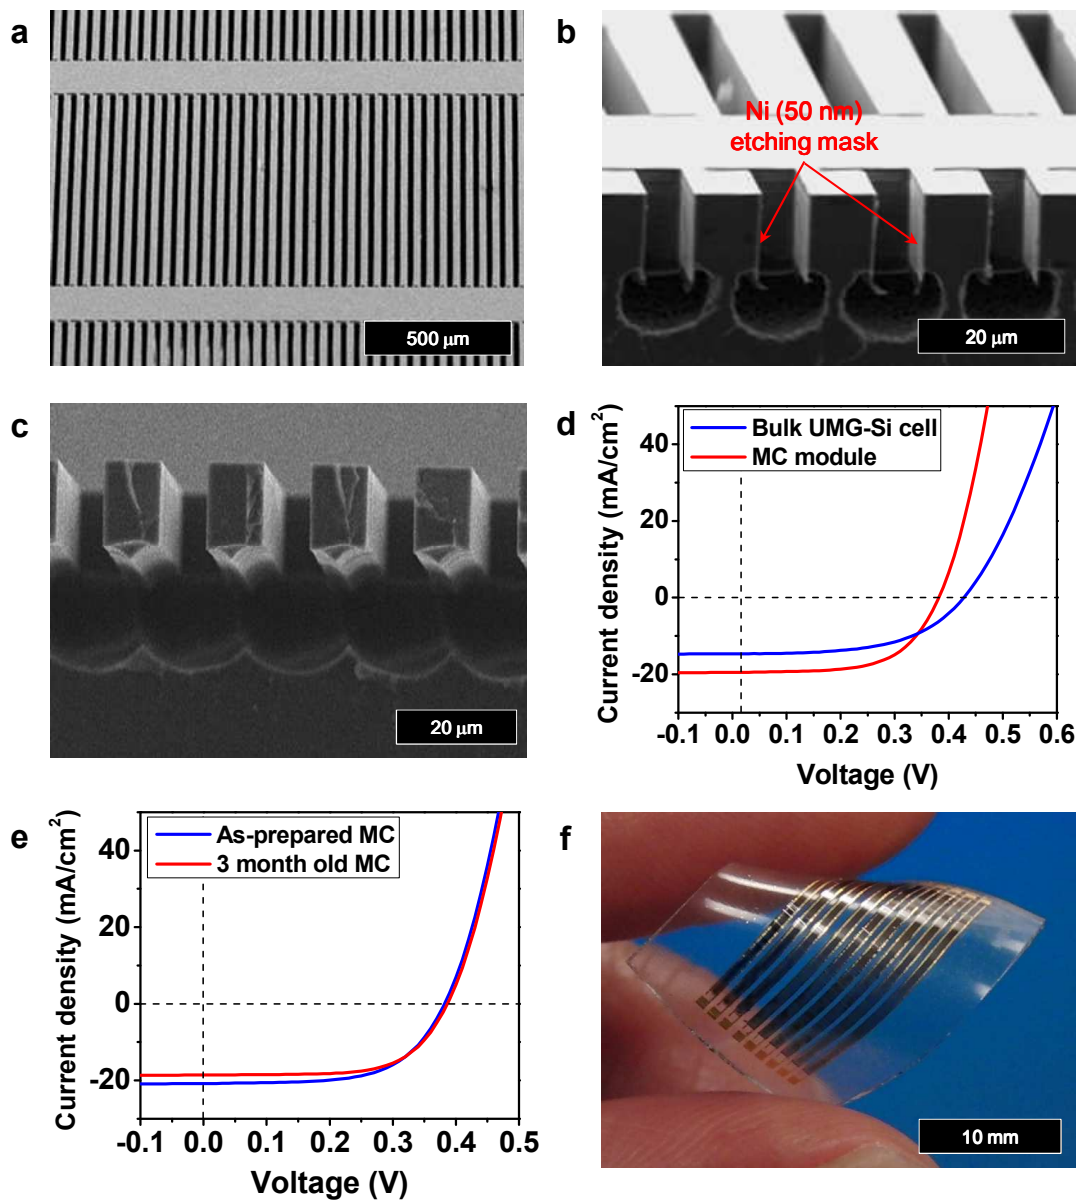 a
500 μm
b
Ni (50 nm)
etching mask
20 μm
c
20 μm
d
Bulk UMG-Si cell
MC module
Current density (mA/cm²)
40
20
0
-20
-0.1 0.0 0.1 0.2 0.3 0.4 0.5 0.6
Voltage (V)
e
As-prepared MC
3 month old MC
Current density (mA/cm²)
40
20
0
-20
-0.1 0.0 0.1 0.2 0.3 0.4 0.5
Voltage (V)
f
10 mm